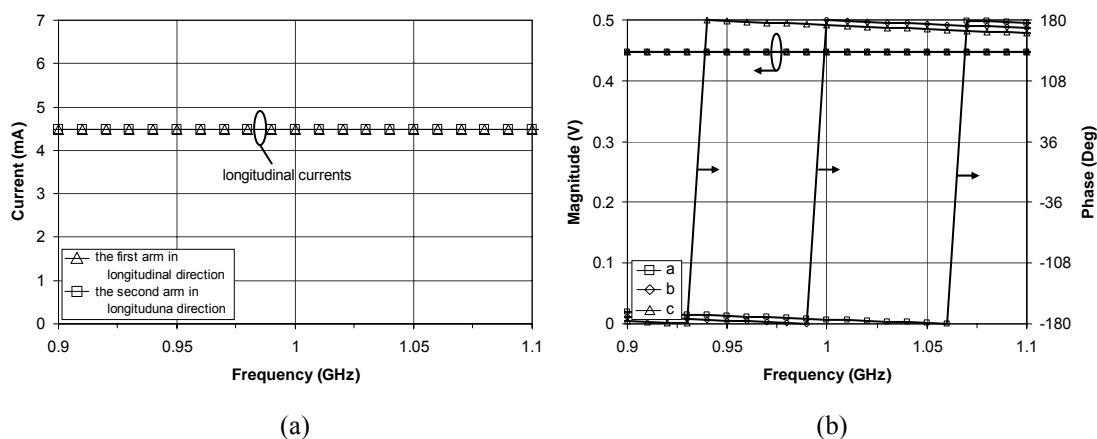 7
6
5
4
3
2
1
0
Current (mA)
longitudinal currents
the first arm in
longitudinal direction
the second arm in
longituduna direction
0.9
0.95
1
1.05
1.1
Frequency (GHz)
(a)
0.5
0.4
0.3
0.2
0.1
0
Magnitude (V)
a
b
c
180
108
36
-36
-108
-180
Phase (Deg)
0.9
0.95
1
1.05
1.1
Frequency (GHz)
(b)